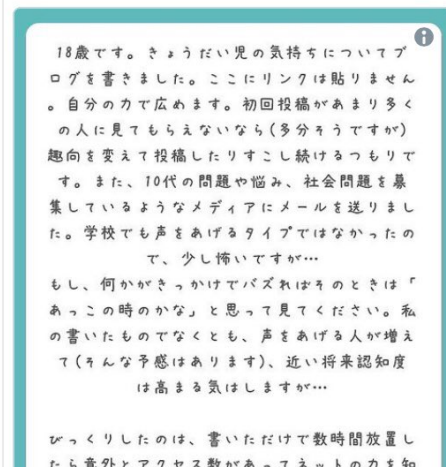 18歳です。きょうだい児の気持ちについてブ
ログを書きました。ここにリンクは貼りません
。自分の力で広めます。初回投稿があまり多く
の人に見てもらえないなら(多分そうですが)
趣向を変えて投稿したりすこし続けるつもりで
す。また、10代の問題や悩み、社会問題を募
集しているようなメディアにメールを送りまし
た。学校でも声をあげるタイプではなかったの
で、少し怖いですが…
もし、何かがきっかけでバズればそのときは「
あっこの時のかな」と思って見てください。私
の書いたものでなくとも、声をあげる人が増え
て(そんな予感はあります)、近い将来認知度
は高まる気はしますが…
びっくりしたのは、書いただけで数時間放置し
たら意外とアクセス数があってネットの力を知